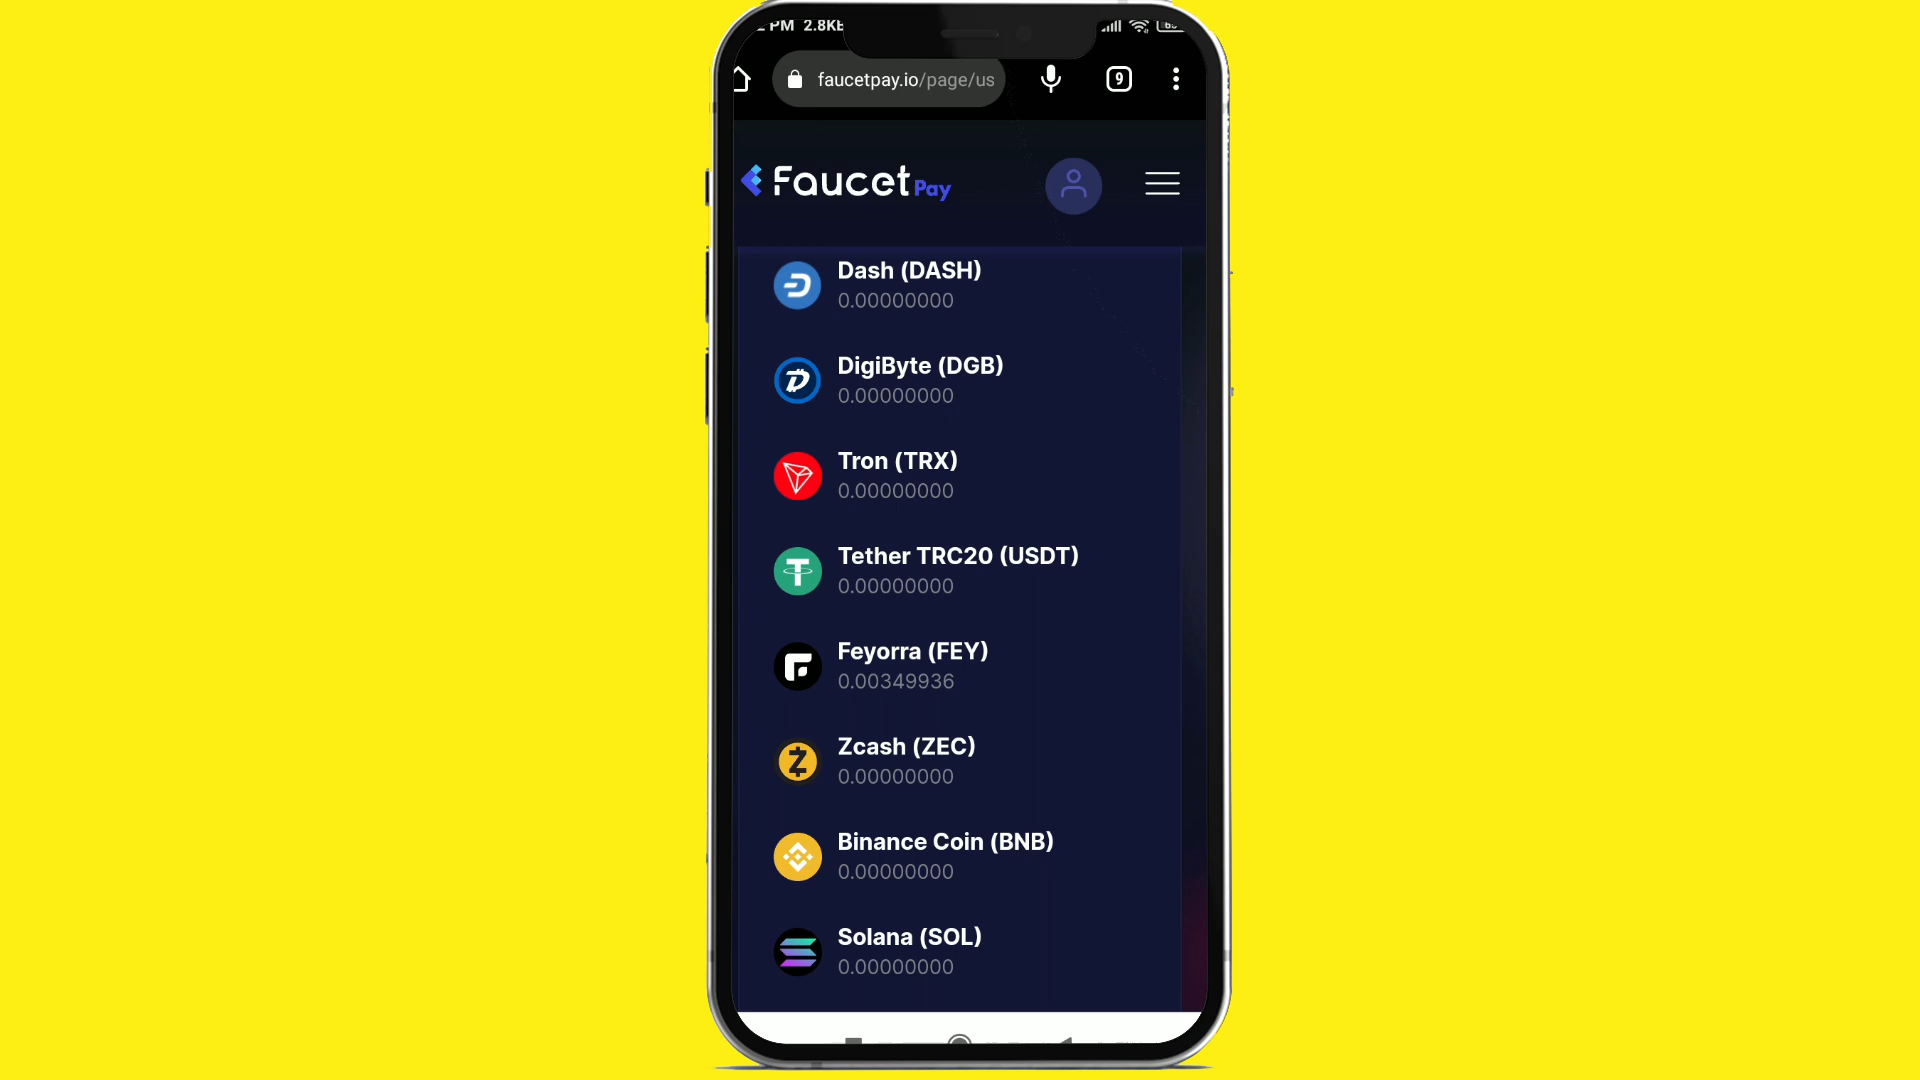 PM 2.8KB
faucetpay.io/page/us
9
Faucet Pay
Dash (DASH)
0.00000000
DigiByte (DGB)
0.00000000
Tron (TRX)
0.00000000
Tether TRC20 (USDT)
0.00000000
Feyorra (FEY)
0.00349936
Zcash (ZEC)
0.00000000
Binance Coin (BNB)
0.00000000
Solana (SOL)
0.00000000